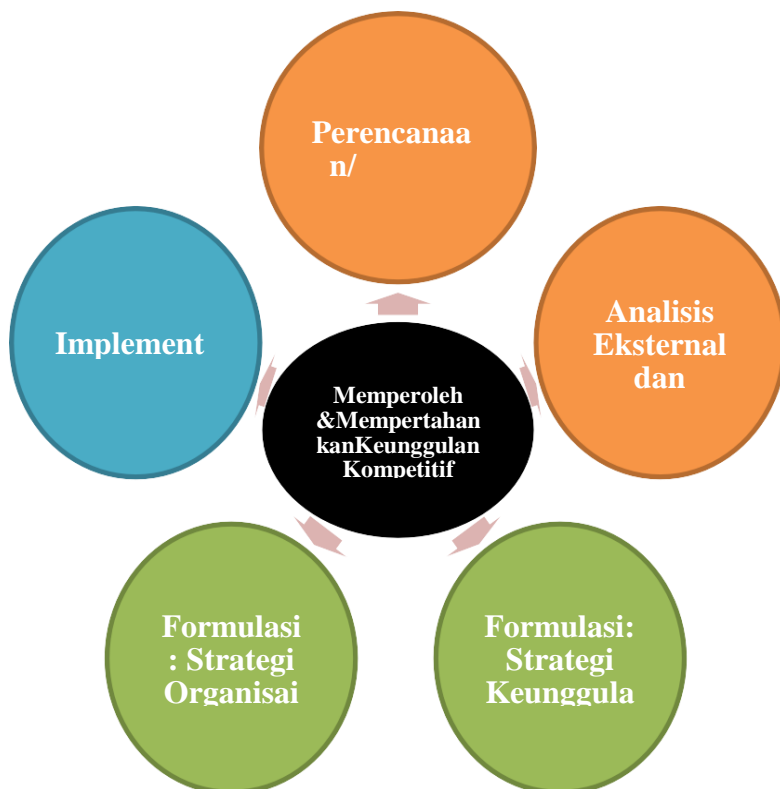 Perencanaa
n/
Analisis
Eksternal
dan
Implement
Memperoleh
&Mempertahan
kanKeunggulan
Kompetitif
Formulasi
: Strategi
Organisai
Formulasi:
Strategi
Keunggula